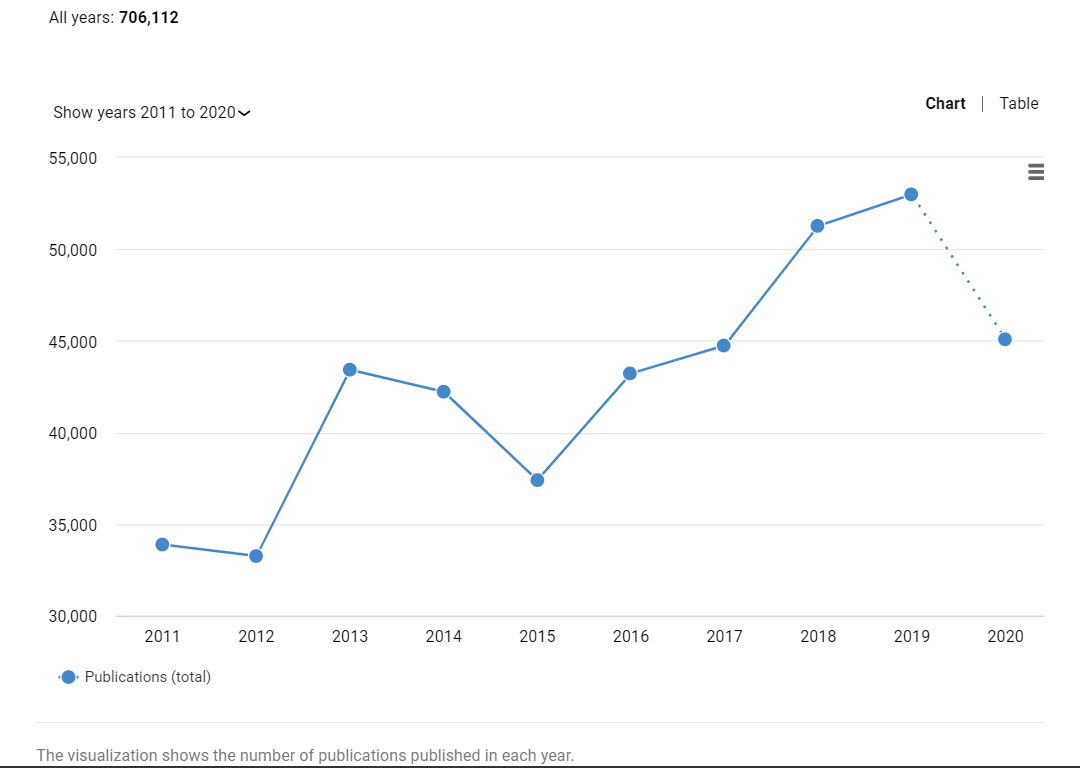 All years: 706,112
Show years 2011 to 2020
Chart | Table
55,000
50,000
45,000
40,000
35,000
30,000
2011 2012 2013 2014 2015 2016 2017 2018 2019 2020
Publications (total)
The visualization shows the number of publications published in each year.